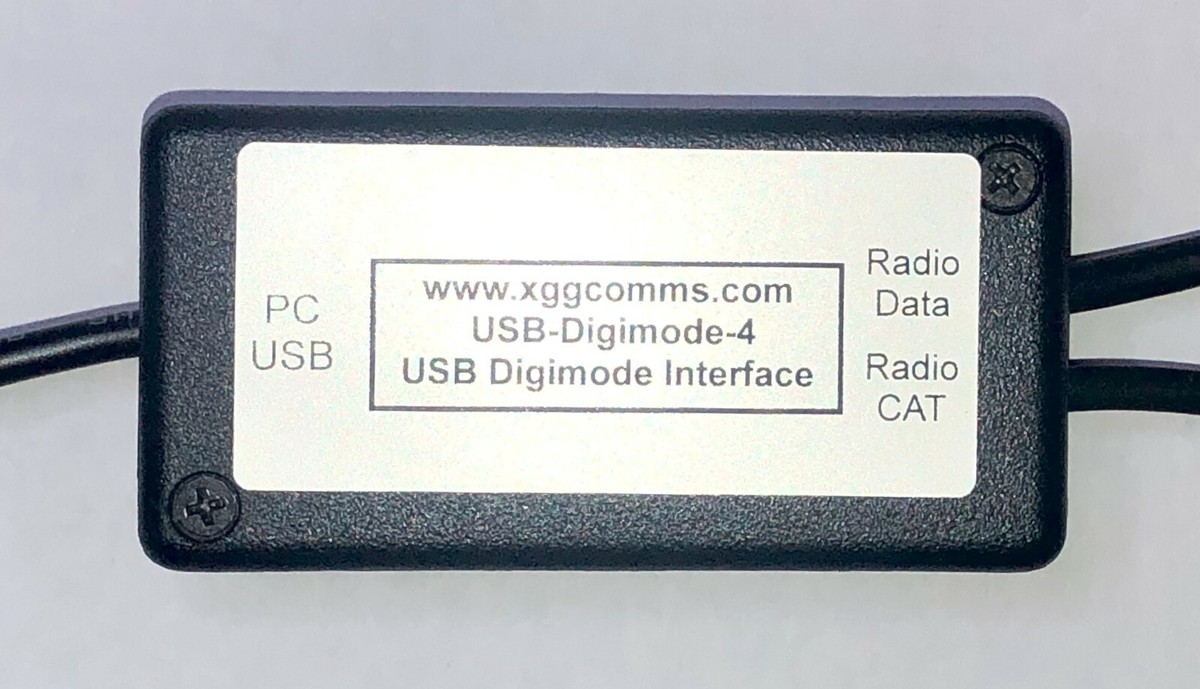 PC
USB
www.xggcomms.com
USB-Digimode-4
USB Digimode Interface
Radio
Data
Radio
CAT